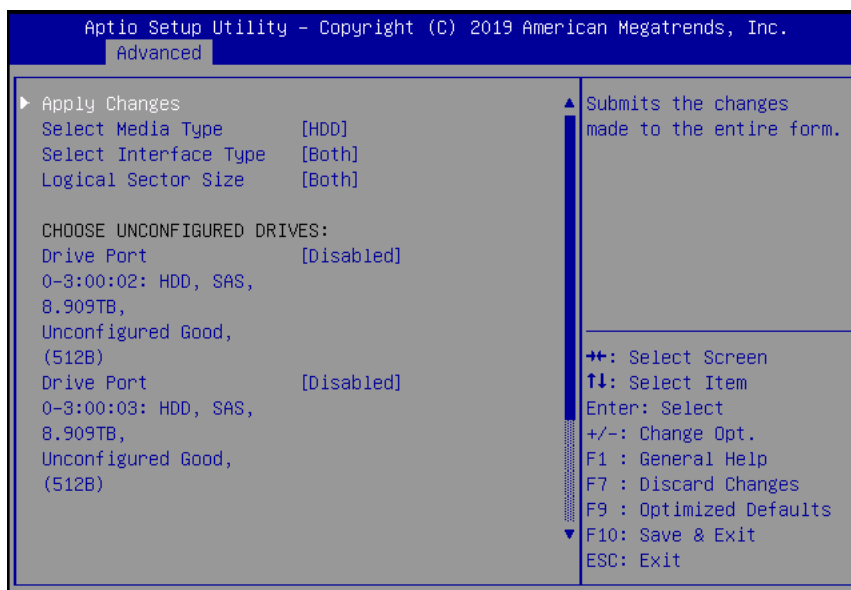 Aptio Setup Utility – Copyright (C) 2019 American Megatrends, Inc.
Advanced
Apply Changes
Select Media Type [HDD]
Select Interface Type [Both]
Logical Sector Size [Both]
CHOOSE UNCONFIGURED DRIVES:
Drive Port [Disabled]
0-3:00:02: HDD, SAS,
8.909TB,
Unconfigured Good,
(512B)
Drive Port [Disabled]
0-3:00:03: HDD, SAS,
8.909TB,
Unconfigured Good,
(512B)
Submits the changes
made to the entire form.
→←: Select Screen
↑↓: Select Item
Enter: Select
+/-: Change Opt.
F1 : General Help
F7 : Discard Changes
F9 : Optimized Defaults
F10: Save & Exit
ESC: Exit